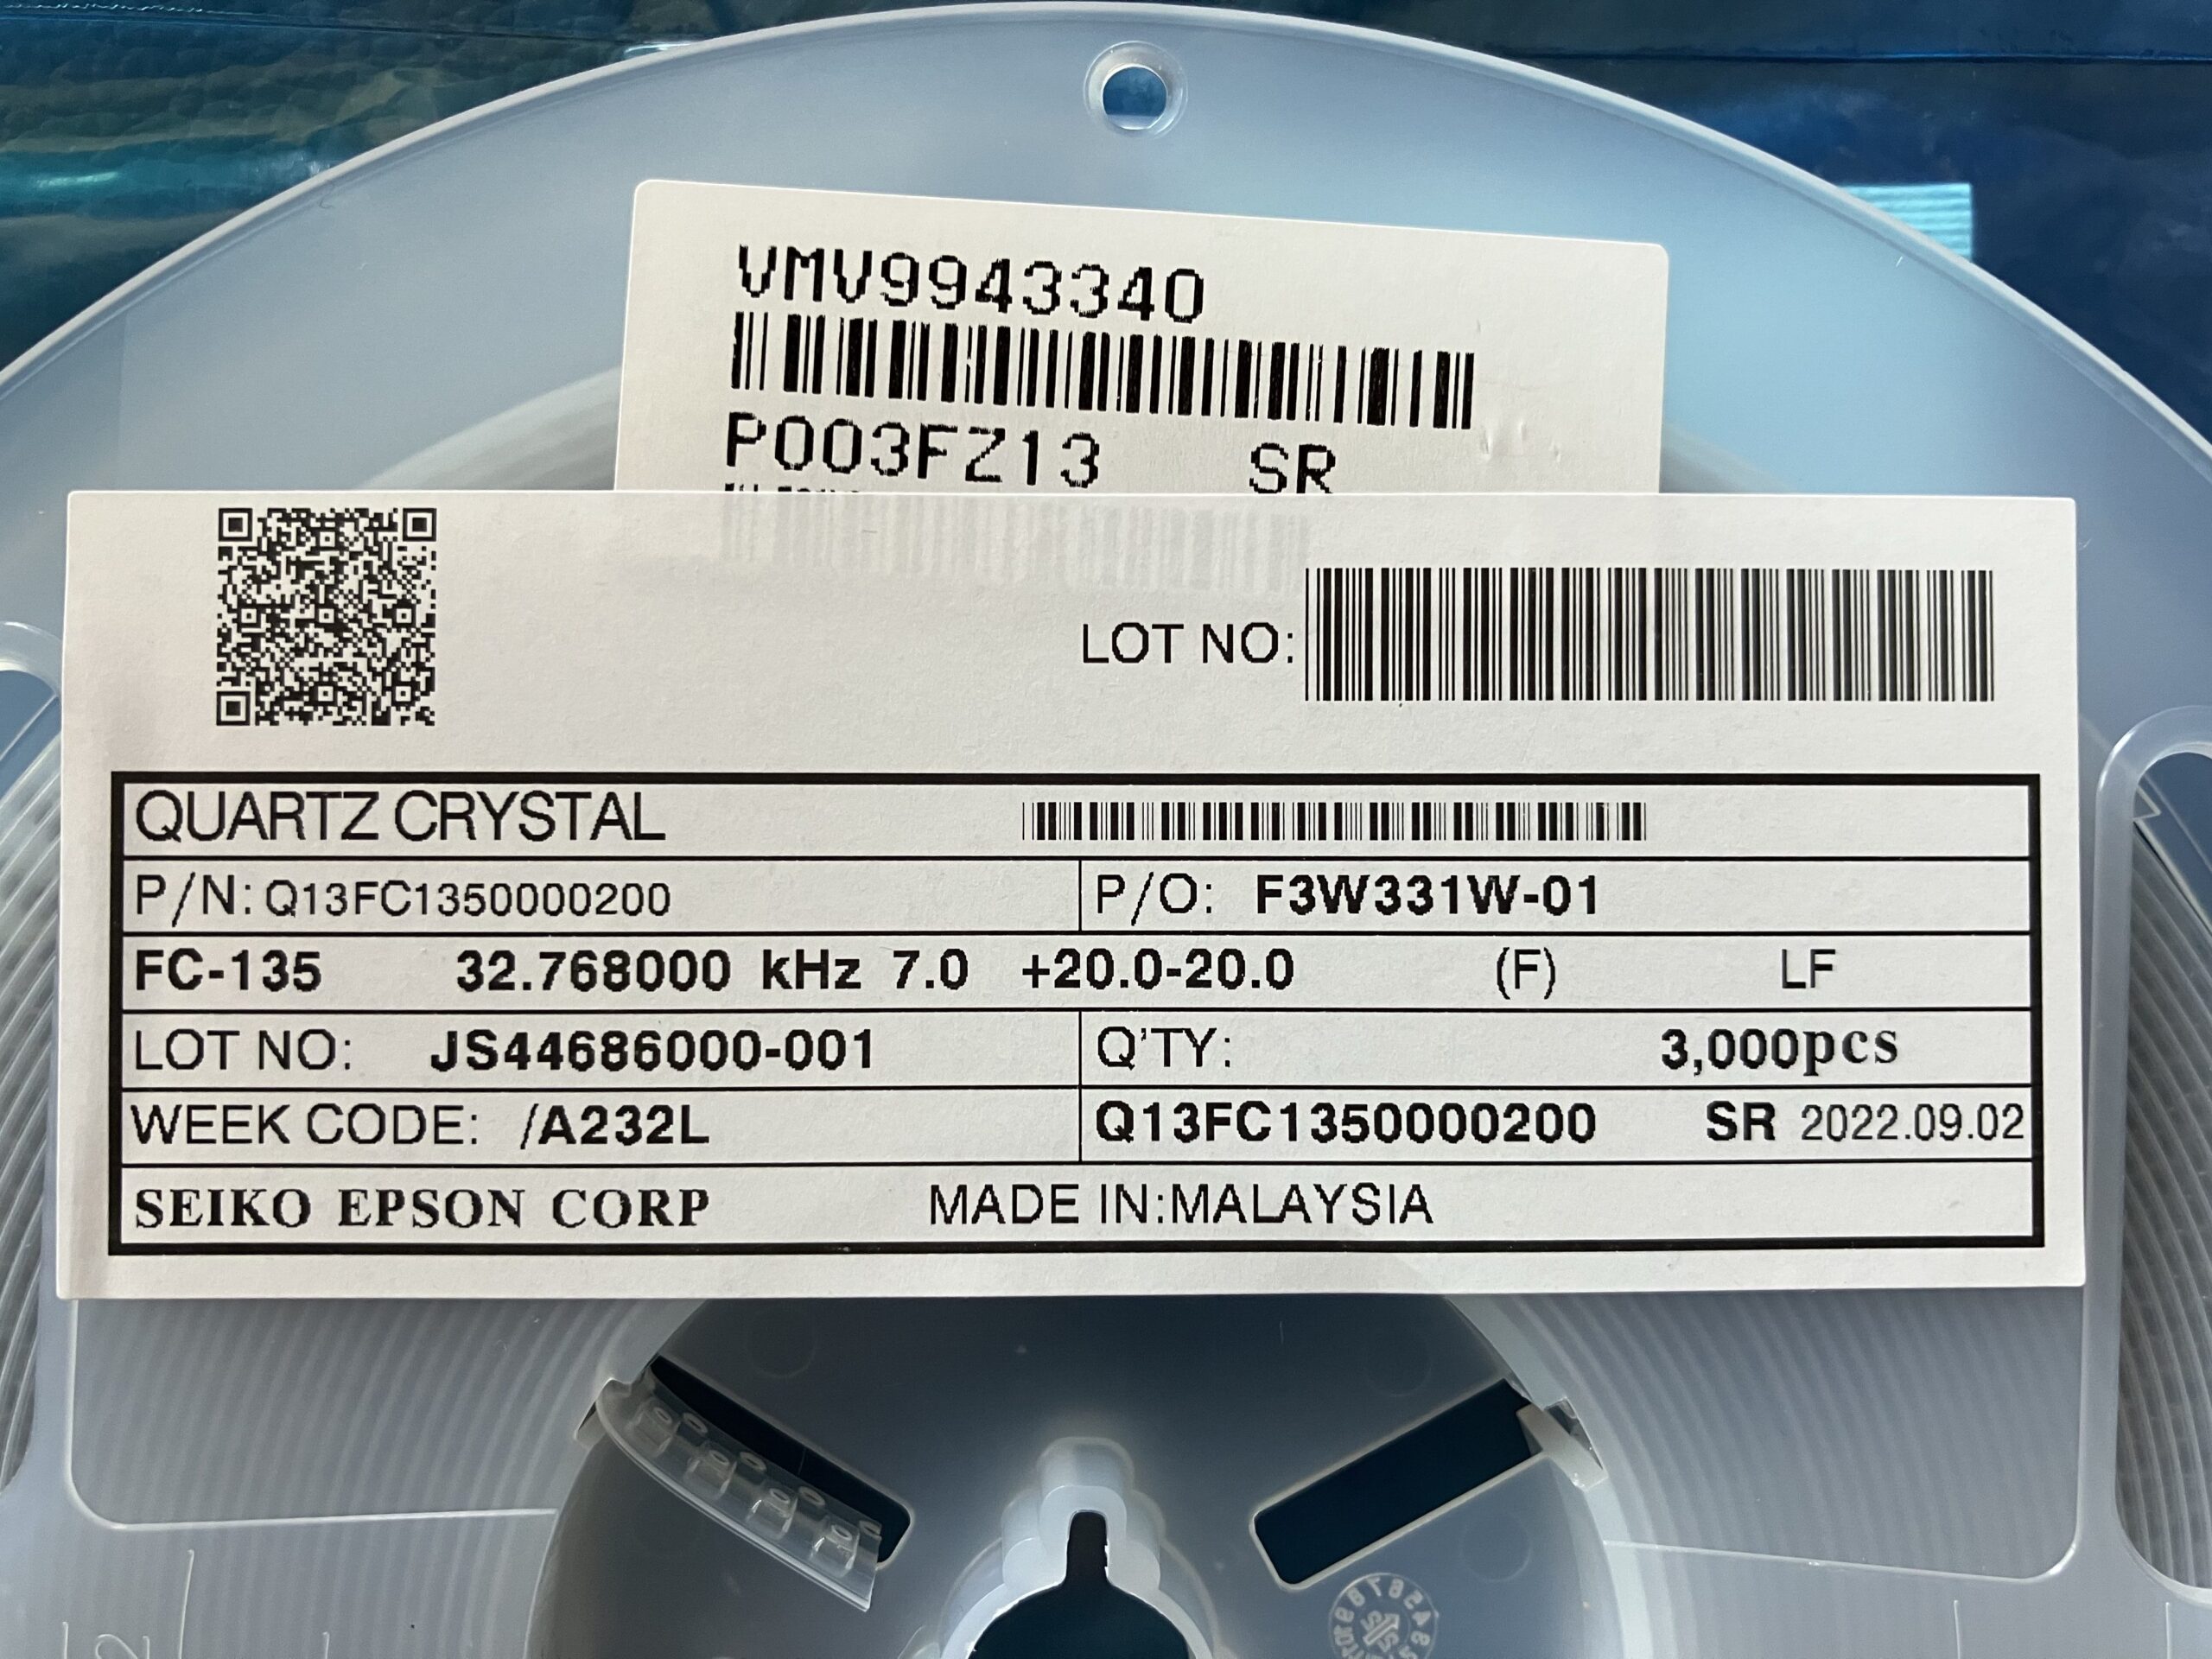 VMV9943340
P003FZ13 SR
LOT NO:
QUARTZ CRYSTAL
P/N: Q13FC1350000200 P/O: F3W331W-01
FC-135 32.768000 kHz 7.0 +20.0-20.0 (F) LF
LOT NO: JS44686000-001 Q'TY: 3,000pcs
WEEK CODE: /A232L Q13FC1350000200 SR 2022.09.02
SEIKO EPSON CORP MADE IN:MALAYSIA